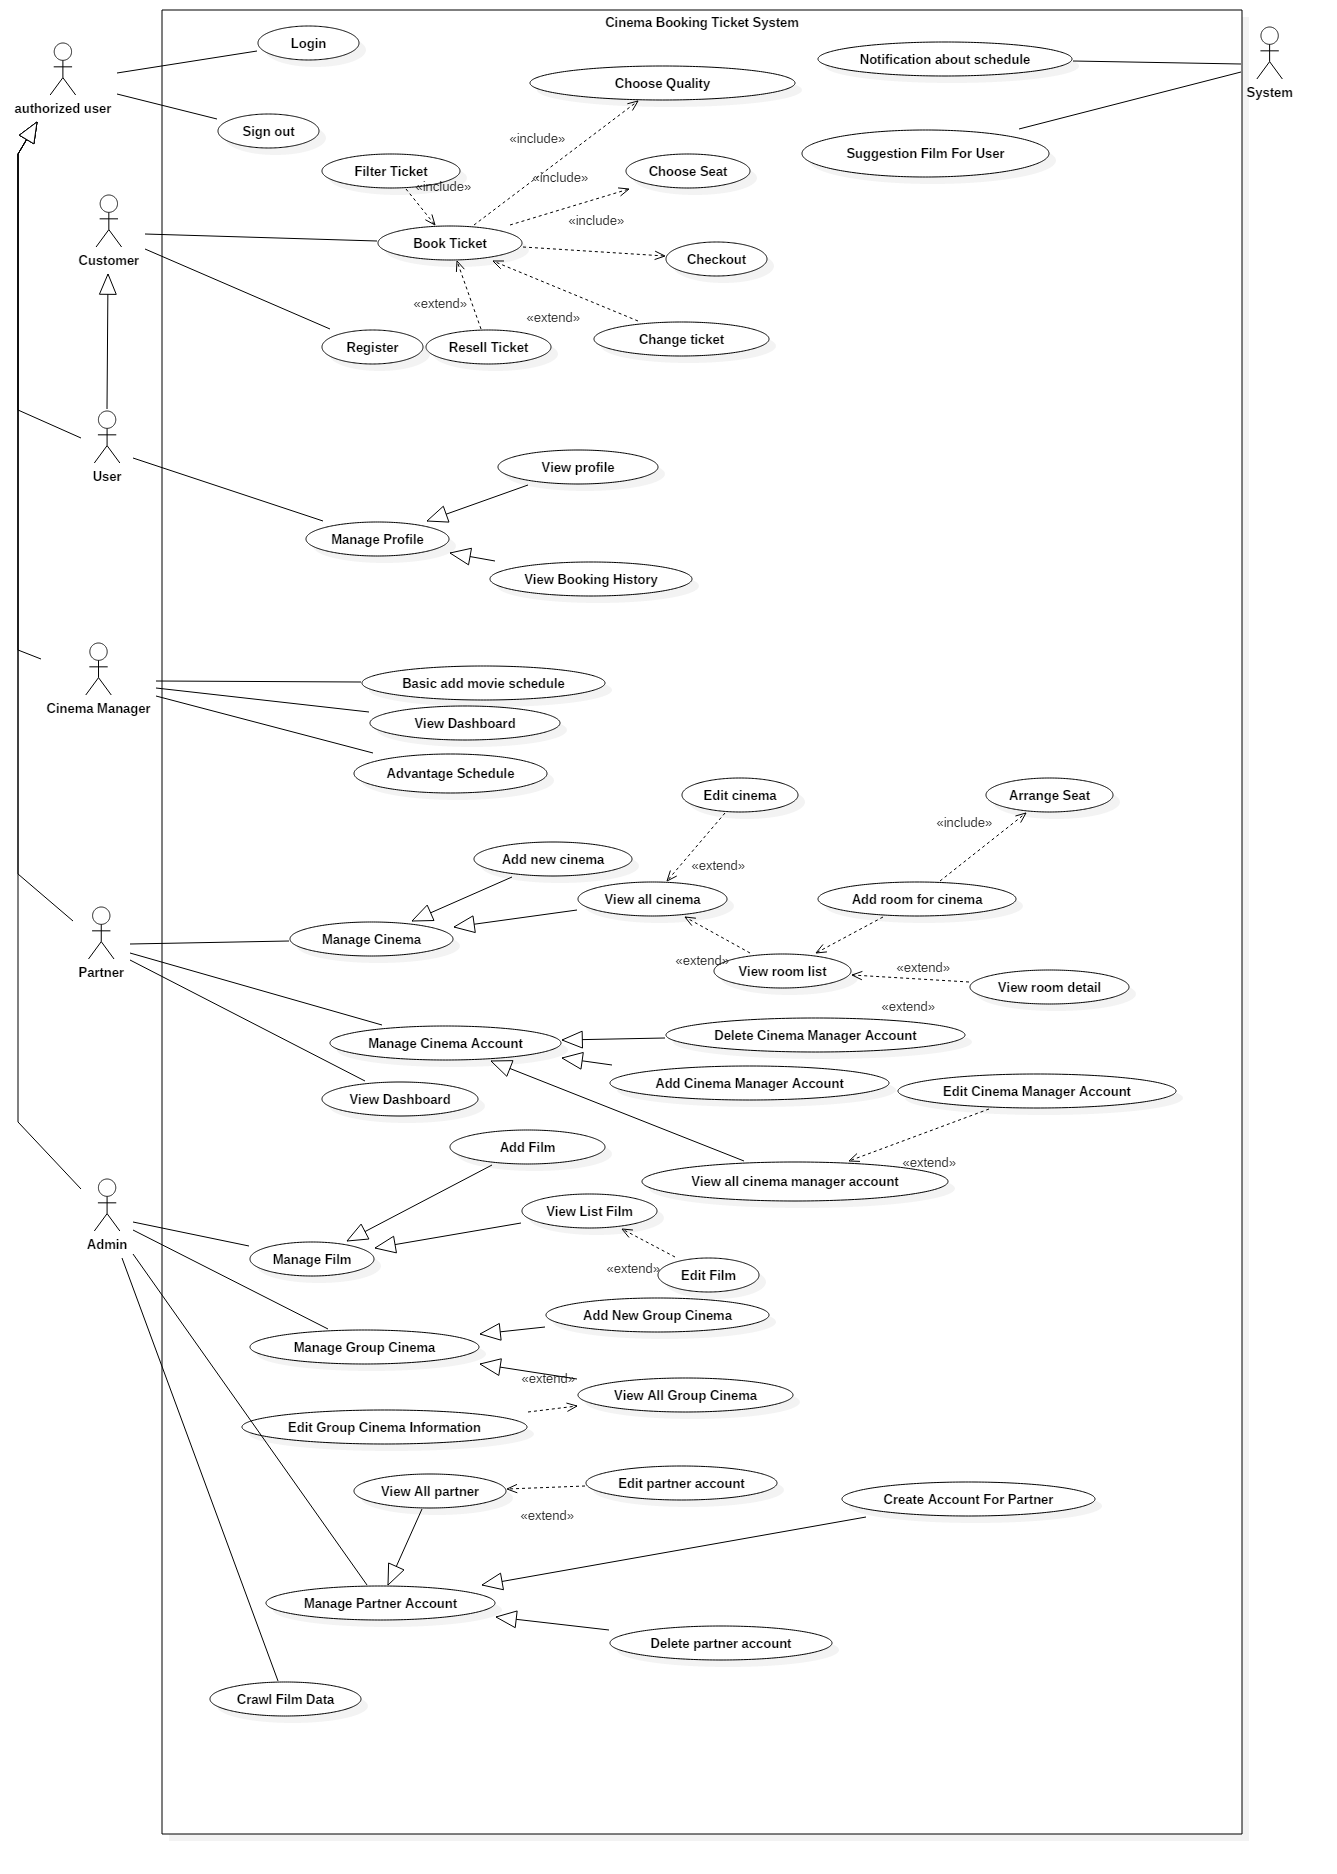 Cinema Booking Ticket System
Login
Notification about schedule
authorized user
System
Choose Quality
Sign out
«include»
Suggestion Film For User
Filter Ticket
«include»
«include»
Choose Seat
«include»
Customer
Book Ticket
Checkout
«extend»
«extend»
Register
Resell Ticket
Change ticket
User
View profile
Manage Profile
View Booking History
Cinema Manager
Basic add movie schedule
View Dashboard
Advantage Schedule
Edit cinema
Arrange Seat
«include»
Add new cinema
«extend»
View all cinema
Add room for cinema
Manage Cinema
Partner
«extend»
View room list
«extend»
View room detail
«extend»
Manage Cinema Account
Delete Cinema Manager Account
Add Cinema Manager Account
Edit Cinema Manager Account
View Dashboard
Add Film
«extend»
View all cinema manager account
View List Film
Admin
Manage Film
«extend»
Edit Film
Add New Group Cinema
Manage Group Cinema
«extend»
View All Group Cinema
Edit Group Cinema Information
View All partner
Edit partner account
Create Account For Partner
«extend»
Manage Partner Account
Delete partner account
Crawl Film Data